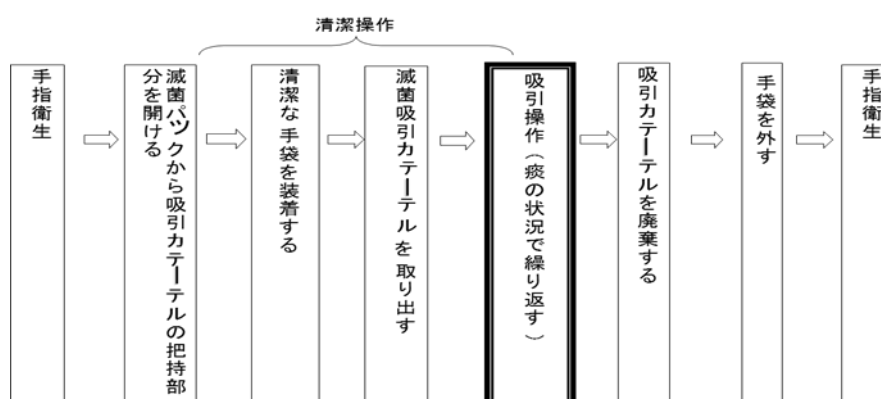 清潔操作
手指衛生
滅菌パックから吸引カテーテルの把持部
分を開ける
清潔な手袋を装着する
滅菌吸引カテーテルを取り出す
吸引操作（痰の状況で繰り返す）
吸引カテーテルを廃棄する
手袋を外す
手指衛生